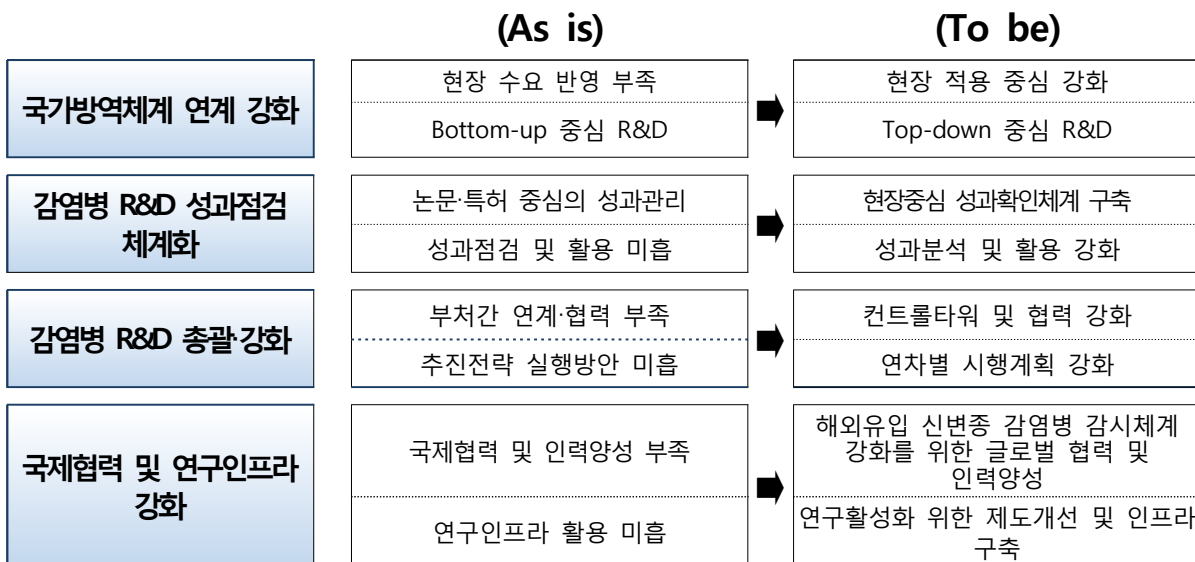 (As is)
(To be)
국가방역체계 연계 강화
현장 수요 반영 부족
Bottom-up 중심 R&D
현장 적용 중심 강화
Top-down 중심 R&D
감염병 R&D 성과점검
체계화
논문·특허 중심의 성과관리
성과점검 및 활용 미흡
현장중심 성과확인체계 구축
성과분석 및 활용 강화
감염병 R&D 총괄·강화
부처간 연계·협력 부족
추진전략 실행방안 미흡
컨트롤타워 및 협력 강화
연차별 시행계획 강화
국제협력 및 연구인프라
강화
국제협력 및 인력양성 부족
연구인프라 활용 미흡
해외유입 신변종 감염병 감시체계
강화를 위한 글로벌 협력 및
인력양성
연구활성화 위한 제도개선 및 인프라
구축